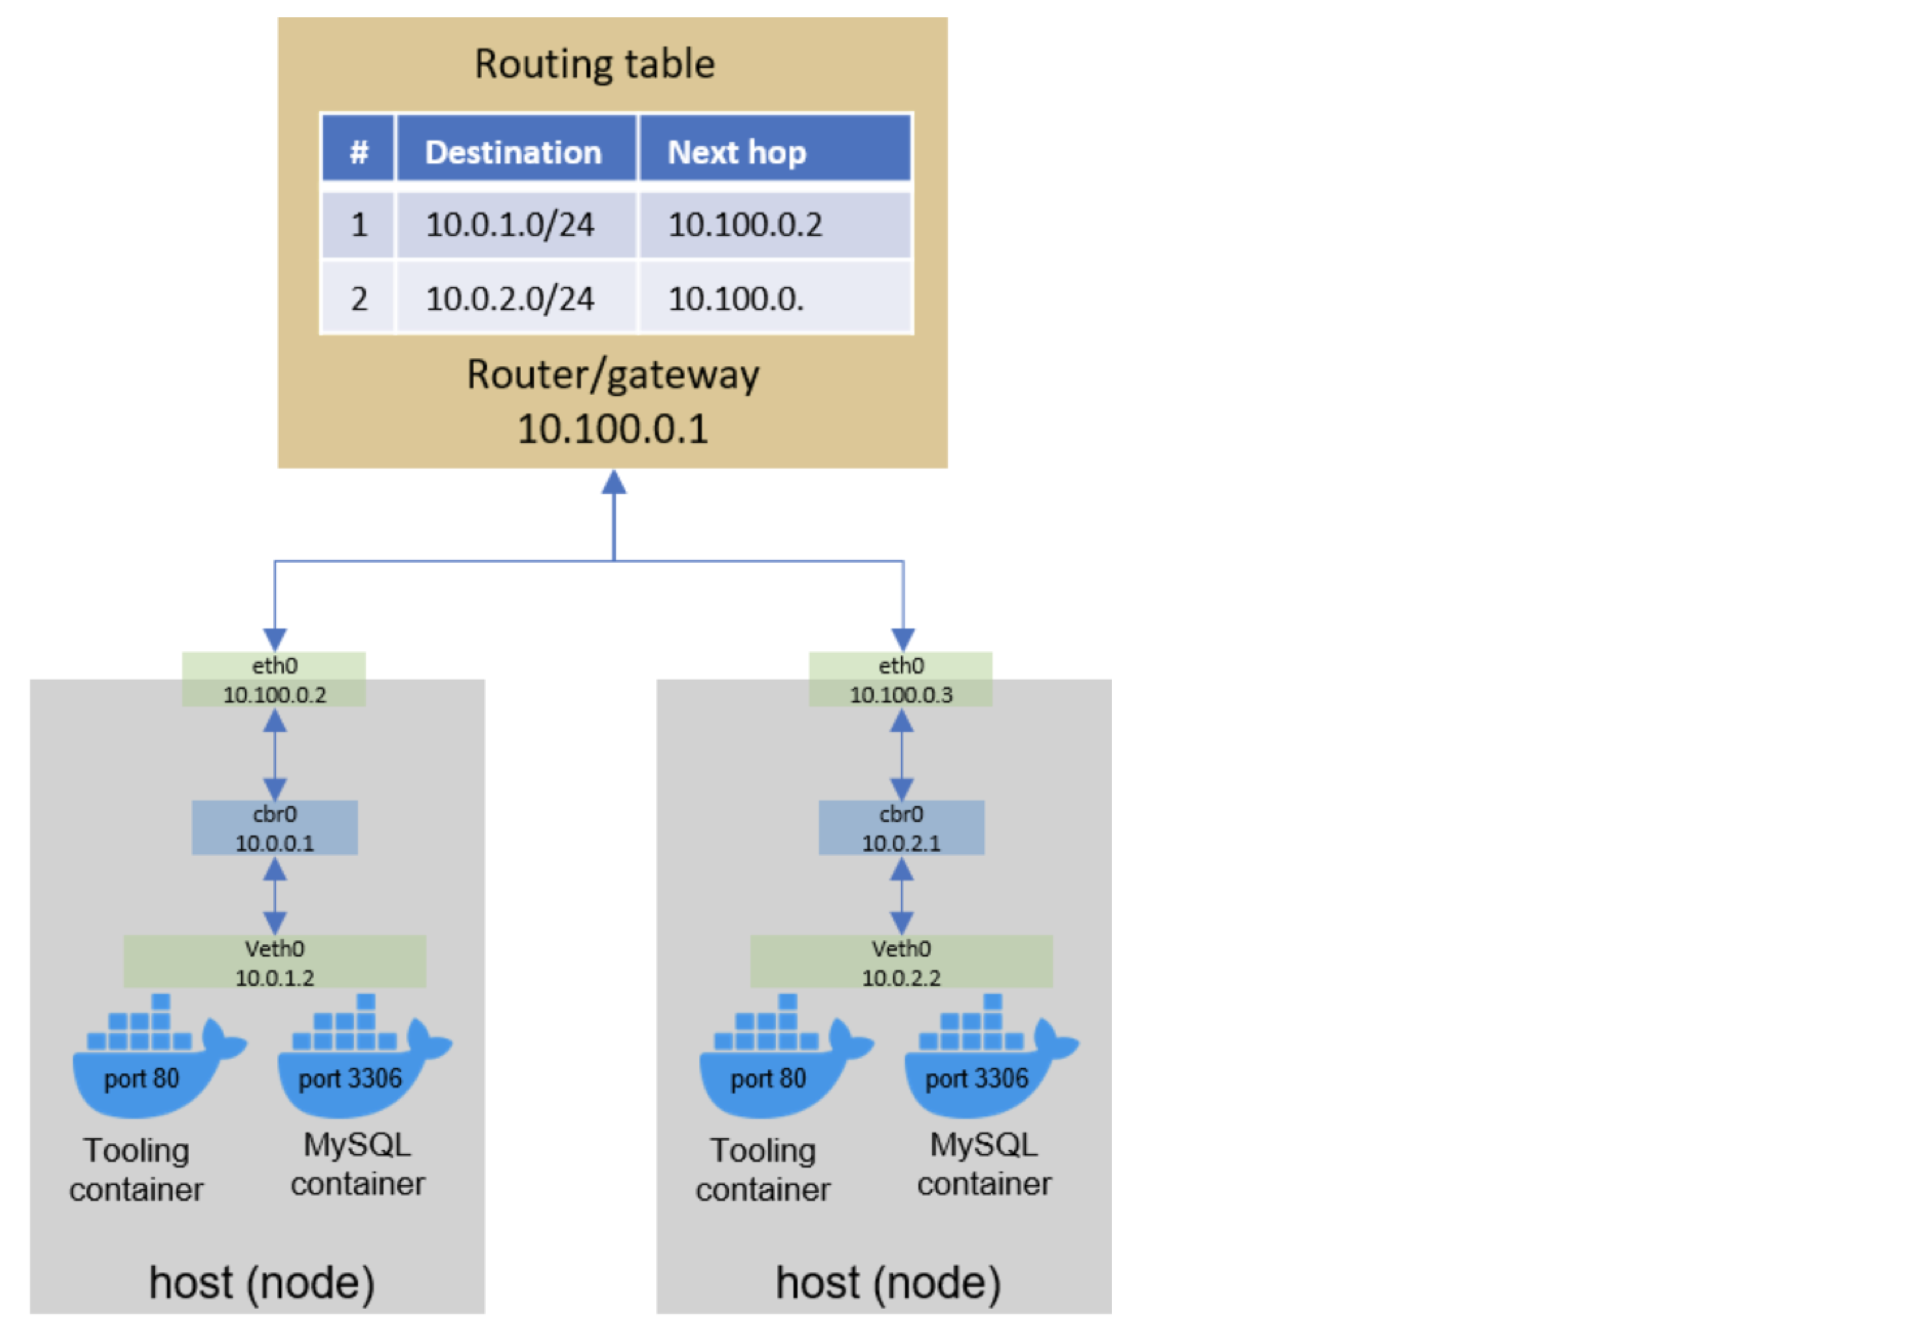 Routing table
# Destination Next hop
1 10.0.1.0/24 10.100.0.2
2 10.0.2.0/24 10.100.0.
Router/gateway
10.100.0.1
eth0
10.100.0.2
cbr0
10.0.0.1
Veth0
10.0.1.2
port 80
port 3306
Tooling
container
MySQL
container
host (node)
eth0
10.100.0.3
cbr0
10.0.2.1
Veth0
10.0.2.2
port 80
port 3306
Tooling
container
MySQL
container
host (node)